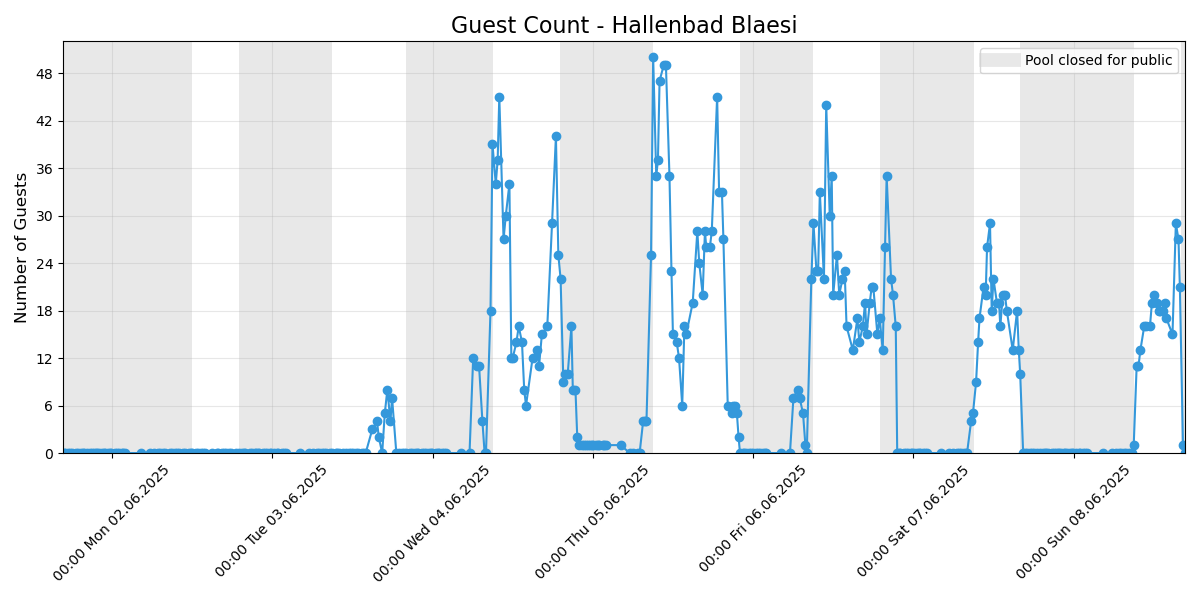 Guest Count - Hallenbad Blaesi
Pool closed for public
Number of Guests
48
42
36
30
24
18
12
6
0
00:00 Mon 02.06.2025
00:00 Tue 03.06.2025
00:00 Wed 04.06.2025
00:00 Thu 05.06.2025
00:00 Fri 06.06.2025
00:00 Sat 07.06.2025
00:00 Sun 08.06.2025